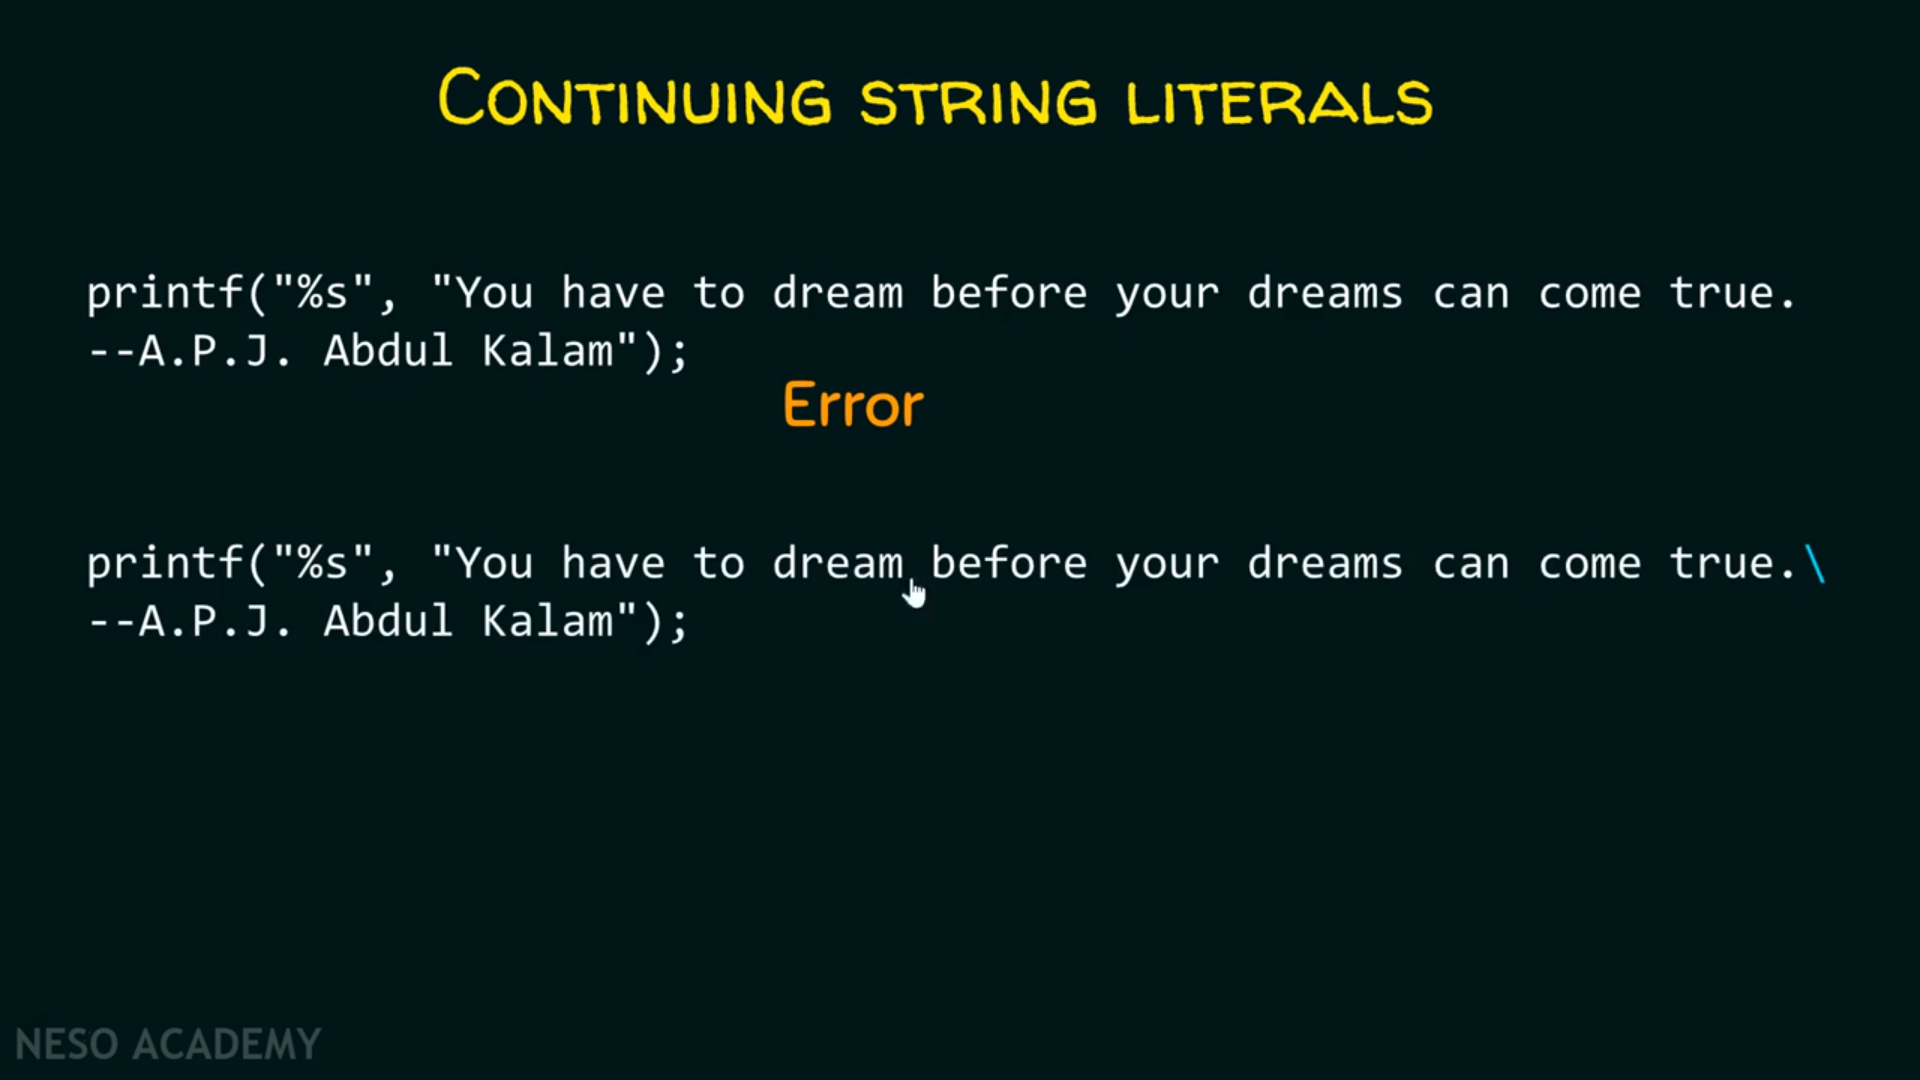 CONTINUING STRING LITERALS
printf("%s", "You have to dream before your dreams can come true.
--A.P.J. Abdul Kalam");
Error
printf("%s", "You have to dream before your dreams can come true.\
--A.P.J. Abdul Kalam");
NESO ACADEMY